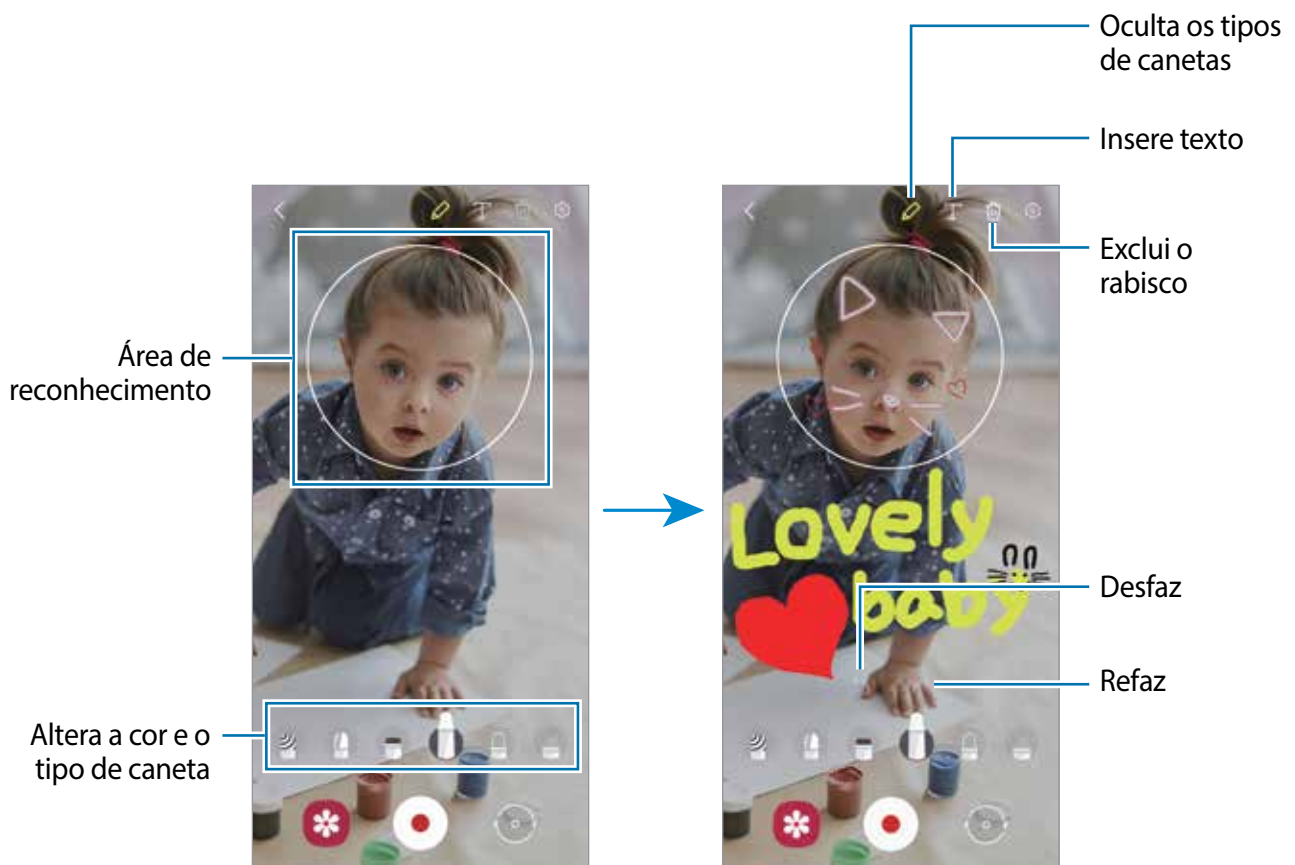 Oculta os tipos
de canetas
Insere texto
Exclui o
rabisco
Área de
reconhecimento
Lovely
baby
Desfaz
Refaz
Altera a cor e o
tipo de caneta